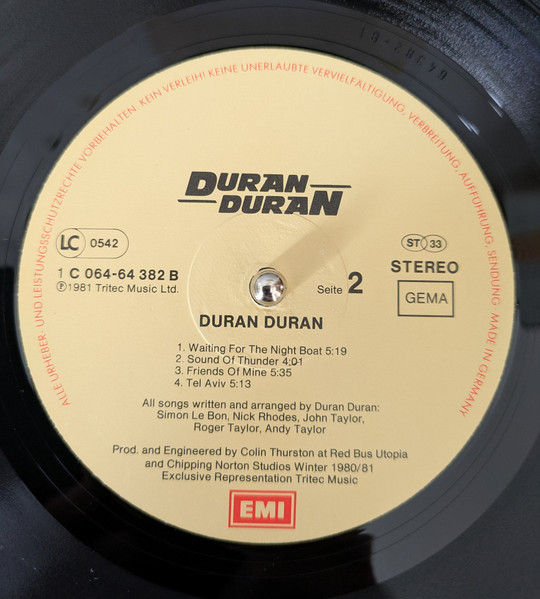 ALLE URHEBER- UND LEISTUNGSSCHUTZRECHTE VORBEHALTEN. KEIN VERLEIH! KEINE UNERLAUBTE VERVIELFÄLTIGUNG, VERBREITUNG, AUFFÜHRUNG, SENDUNG. MADE IN GERMANY
64382-B1
DURAN
DURAN
LC 0542
ST 33
1 C 064-64 382 B
STEREO
Ⓟ1981 Tritec Music Ltd.
Seite 2
GEMA
DURAN DURAN
1. Waiting For The Night Boat 5:19
2. Sound Of Thunder 4;01
3. Friends Of Mine 5:35
4. Tel Aviv 5:13
All songs written and arranged by Duran Duran:
Simon Le Bon, Nick Rhodes, John Taylor,
Roger Taylor, Andy Taylor
Prod. and Engineered by Colin Thurston at Red Bus Utopia
and Chipping Norton Studios Winter 1980/81
Exclusive Representation Tritec Music
EMI